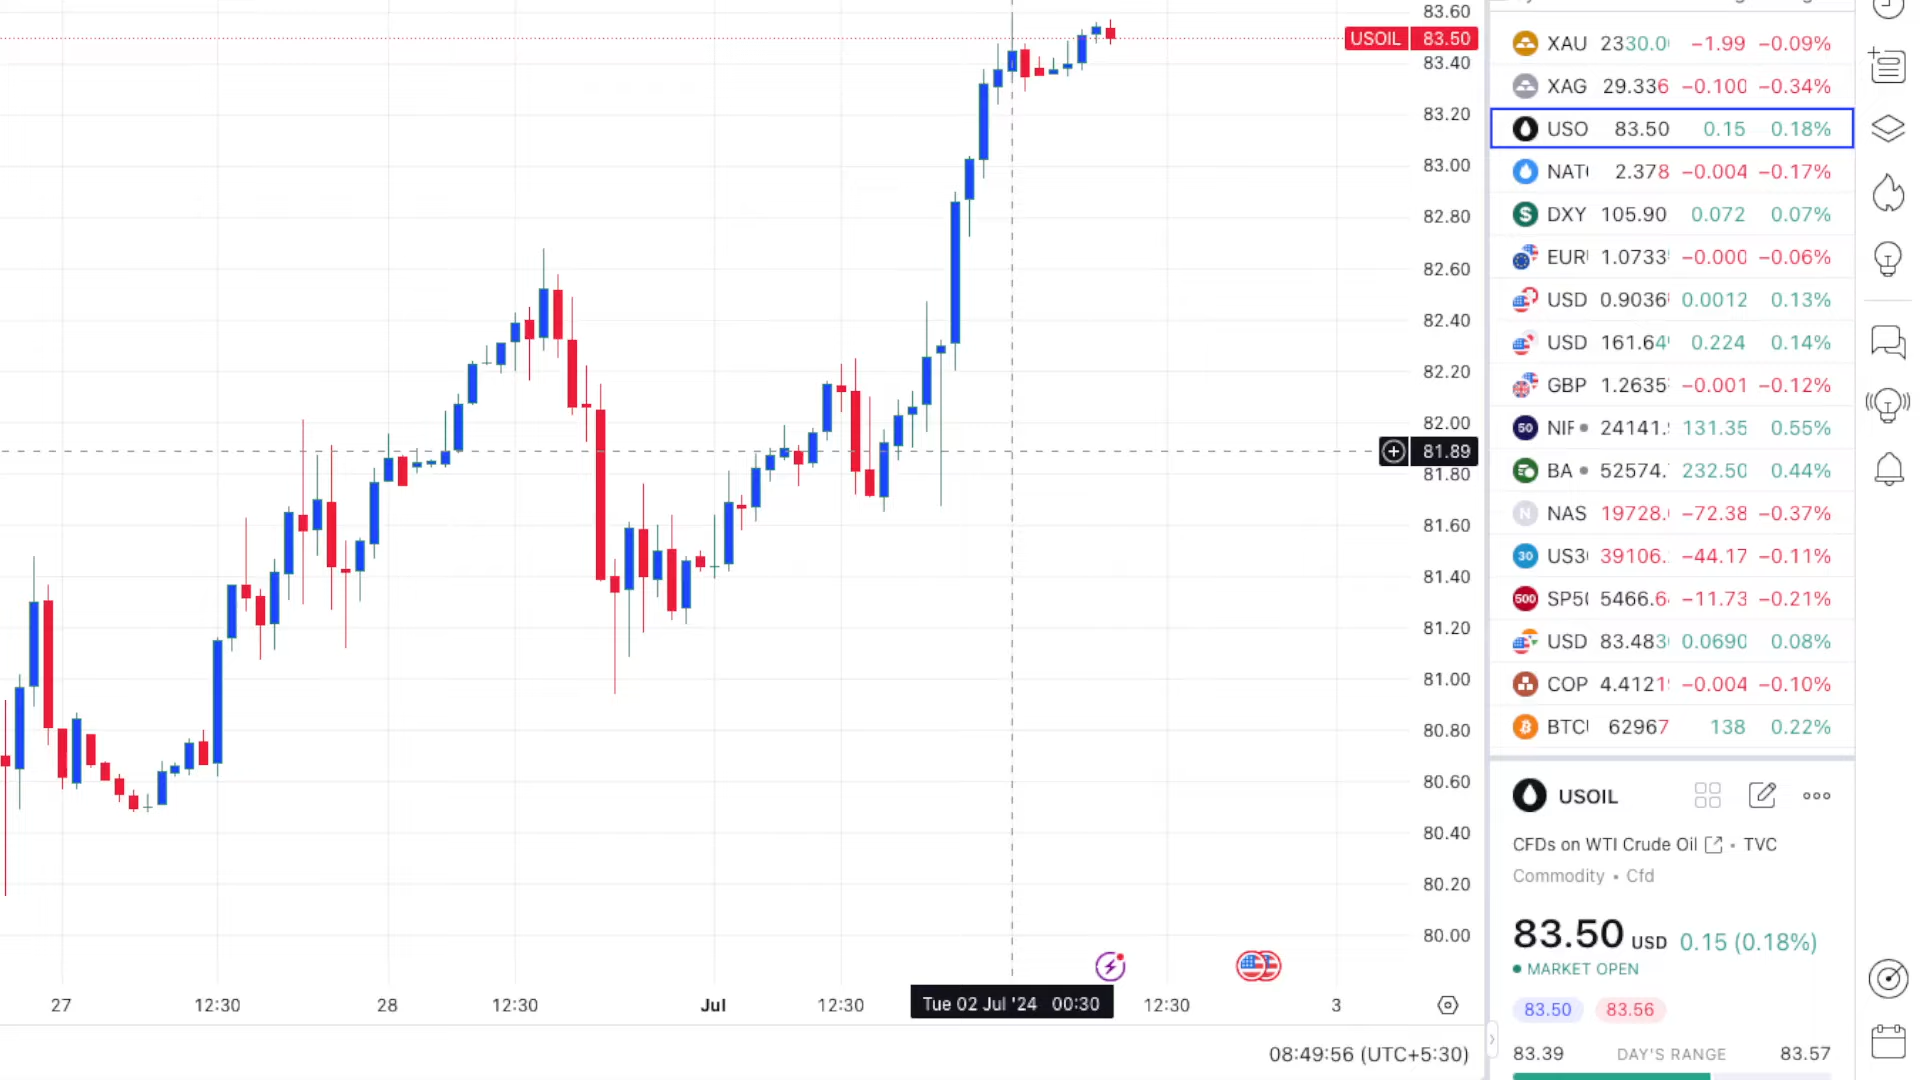 83.60
USOIL 83.50
83.40
83.20
83.00
82.80
82.60
82.40
82.20
82.00
81.89
81.80
81.60
81.40
81.20
81.00
80.80
80.60
80.40
80.20
80.00
27 12:30 28 12:30 Jul 12:30 Tue 02 Jul '24 00:30 12:30 3
08:49:56 (UTC+5:30)
XAU 2330.0 −1.99 −0.09%
XAG 29.336 −0.100 −0.34%
USO 83.50 0.15 0.18%
NAT 2.378 −0.004 −0.17%
DXY 105.90 0.072 0.07%
EUR 1.0733 −0.000 −0.06%
USD 0.9036 0.0012 0.13%
USD 161.64 0.224 0.14%
GBP 1.2635 −0.001 −0.12%
50 NIF 24141. 131.35 0.55%
BA 52574. 232.50 0.44%
N NAS 19728. −72.38 −0.37%
30 US3 39106. −44.17 −0.11%
500 SP5 5466.6 −11.73 −0.21%
USD 83.483 0.0690 0.08%
COP 4.4121 −0.004 −0.10%
BTC 62967 138 0.22%
USOIL
CFDs on WTI Crude Oil • TVC
Commodity • Cfd
83.50 USD 0.15 (0.18%)
MARKET OPEN
83.50 83.56
83.39 DAY'S RANGE 83.57